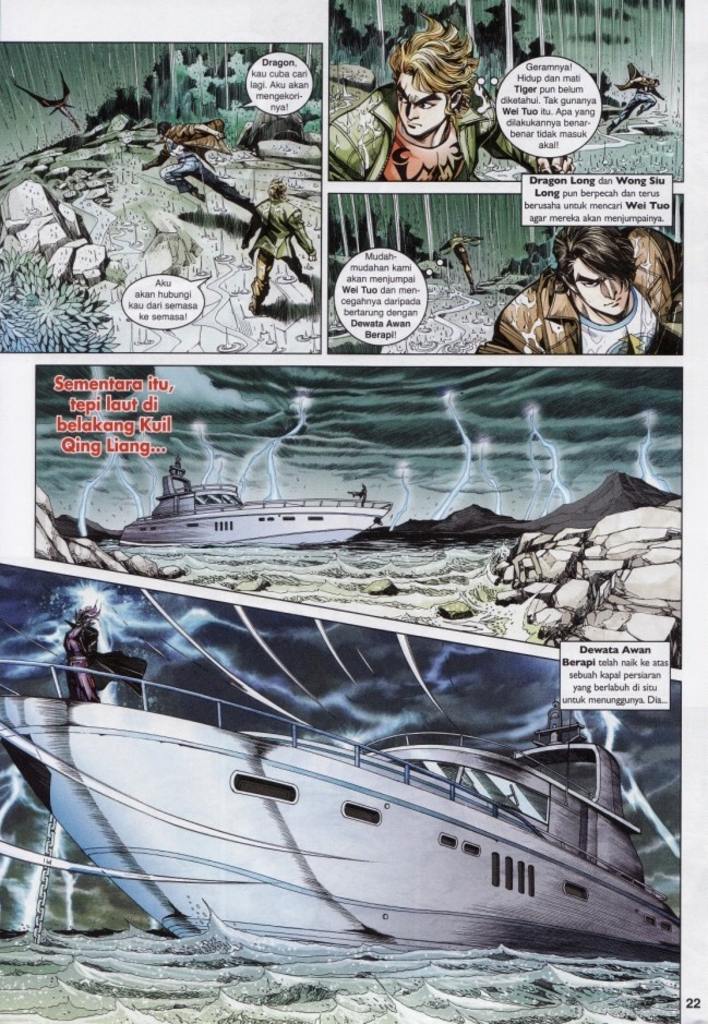 Dragon,
kau cuba cari
lagi. Aku akan
mengekori-
nya!
Aku
akan hubungi
kau dari semasa
ke semasa!
Geramnya!
Hidup dan mati
Tiger pun belum
diketahui. Tak gunanya
Wei Tuo itu. Apa yang
dilakukannya benar-
benar tidak masuk
akal!
Dragon Long dan Wong Siu
Long pun berpecah dan terus
berusaha untuk mencari Wei Tuo
agar mereka akan menjumpainya.
Mudah-
mudahan kami
akan menjumpai
Wei Tuo dan men-
cegahnya daripada
bertarung dengan
Dewata Awan
Berapi!
Sementara itu,
tepi laut di
belakang Kuil
Qing Liang...
Dewata Awan
Berapi telah naik ke atas
sebuah kapal persiaran
yang berlabuh di situ
untuk menunggunya. Dia...
22